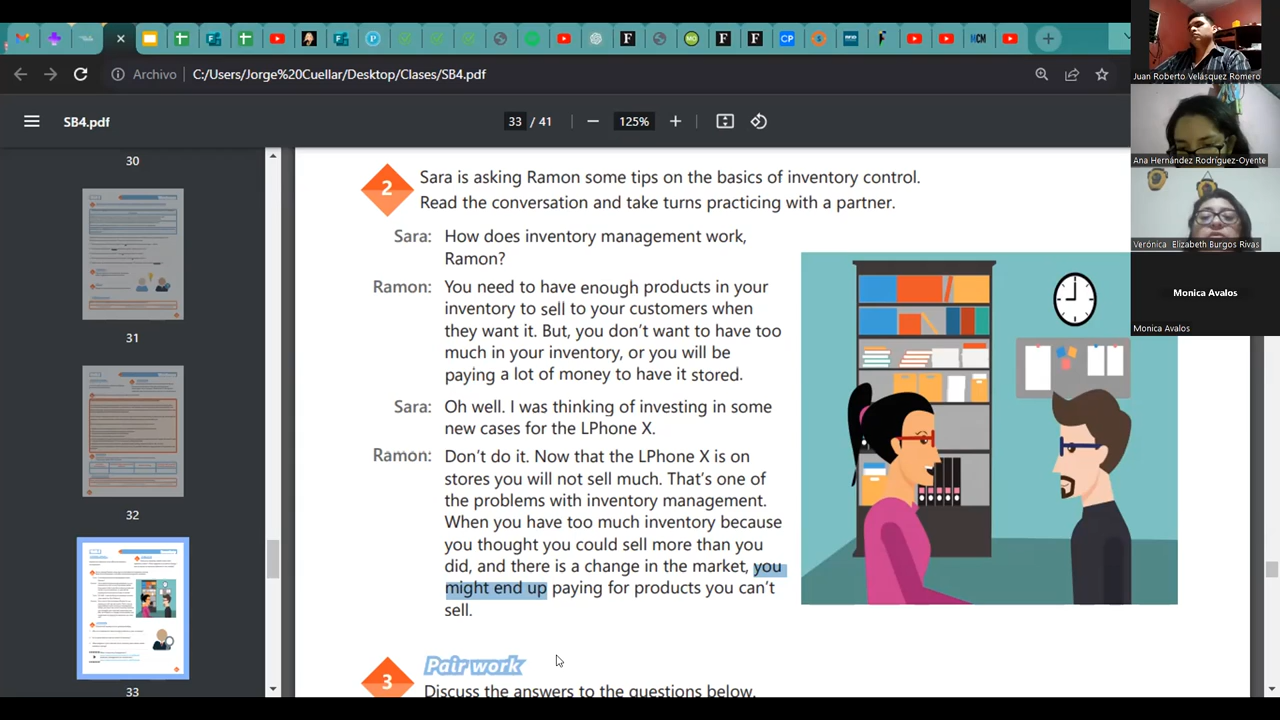 Archivo
C:/Users/Jorge%20Cuellar/Desktop/Clases/SB4.pdf
SB4.pdf
33 / 41
125%
30
31
32
33
2
Sara is asking Ramon some tips on the basics of inventory control.
Read the conversation and take turns practicing with a partner.
Sara: How does inventory management work,
Ramon?
Ramon: You need to have enough products in your
inventory to sell to your customers when
they want it. But, you don't want to have too
much in your inventory, or you will be
paying a lot of money to have it stored.
Sara: Oh well. I was thinking of investing in some
new cases for the LPhone X.
Ramon: Don't do it. Now that the LPhone X is on
stores you will not sell much. That's one of
the problems with inventory management.
When you have too much inventory because
you thought you could sell more than you
did, and there is a change in the market, you
might end up paying for products you can't
sell.
3
Pair work
Discuss the answers to the questions below.
Juan Roberto Velásquez Romero
Ana Hernández Rodríguez-Oyente
Verónica Elizabeth Burgos Rivas
Monica Avalos
Monica Avalos